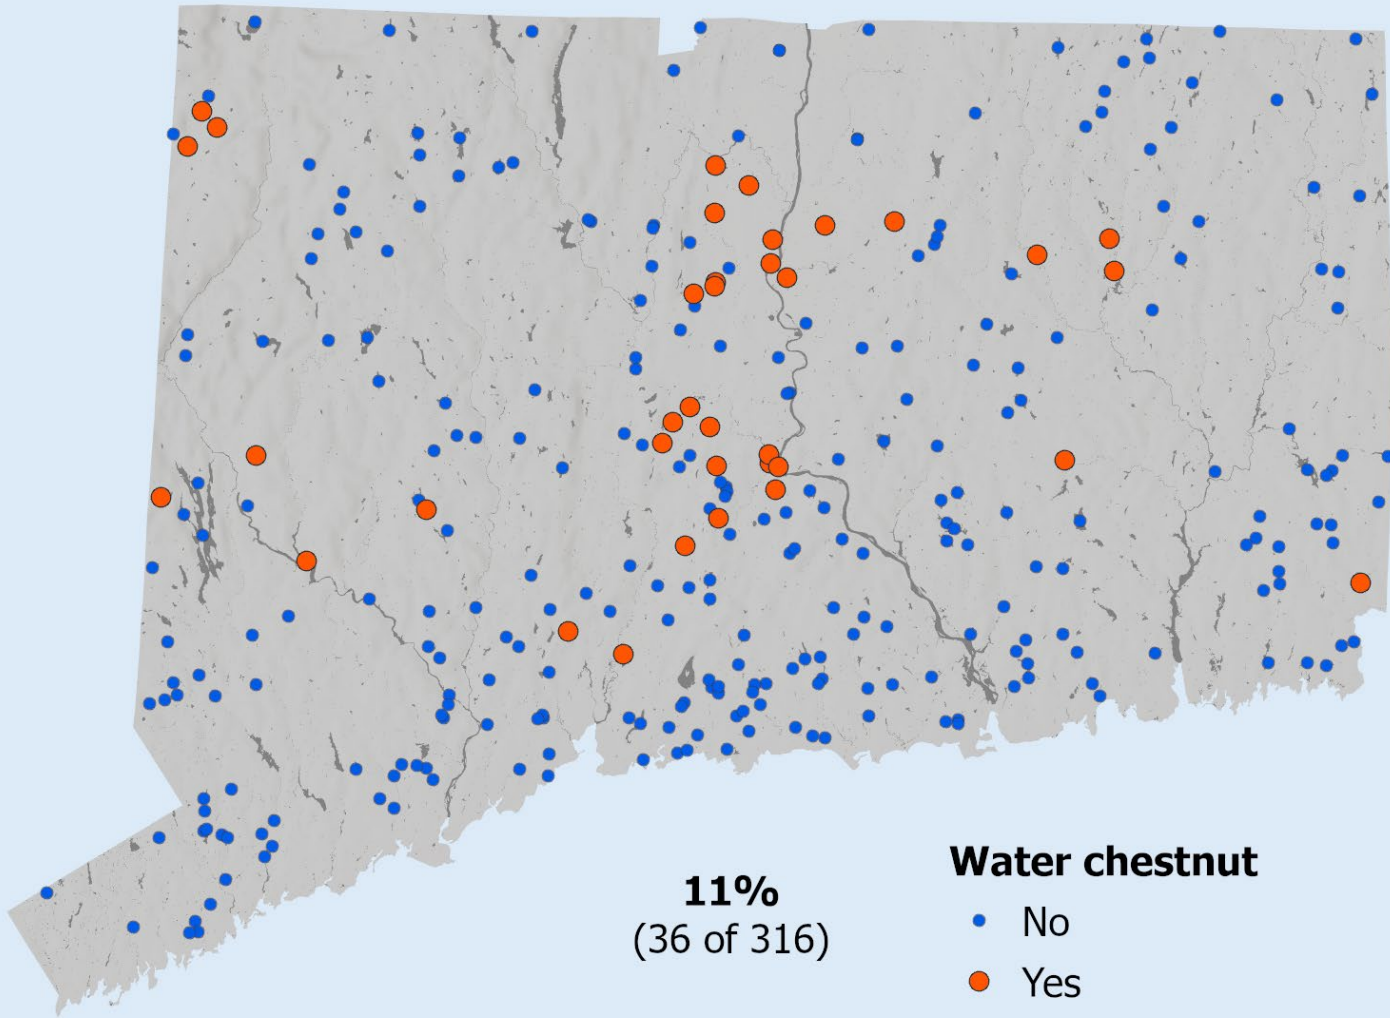 11%
(36 of 316)
Water chestnut
No
Yes